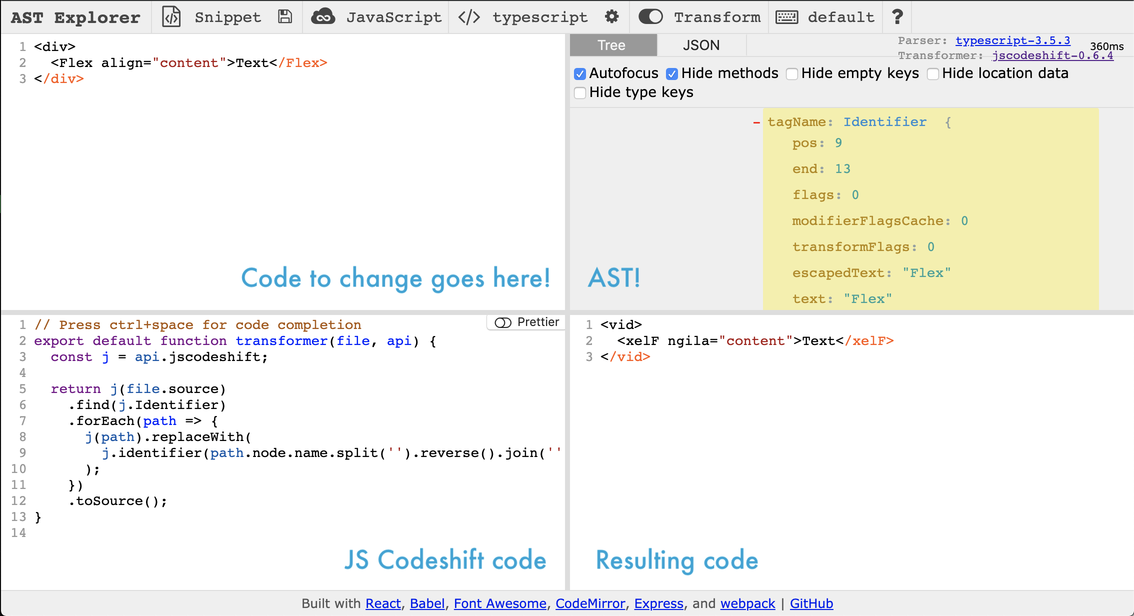 AST Explorer Snippet JavaScript </> typescript Transform default ?
1 <div>
2 <Flex align="content">Text</Flex>
3 </div>
Code to change goes here!
Tree JSON
Parser: typescript-3.5.3
Transformer: jscodeshift-0.6.4
360ms
Autofocus Hide methods Hide empty keys Hide location data
Hide type keys
- tagName: Identifier {
pos: 9
end: 13
flags: 0
modifierFlagsCache: 0
transformFlags: 0
escapedText: "Flex"
text: "Flex"
AST!
Prettier
1 // Press ctrl+space for code completion
2 export default function transformer(file, api) {
3 const j = api.jscodeshift;
4
5 return j(file.source)
6 .find(j.Identifier)
7 .forEach(path => {
8 j(path).replaceWith(
9 j.identifier(path.node.name.split('').reverse().join(''
10 );
11 })
12 .toSource();
13 }
14
JS Codeshift code
1 <vid>
2 <xelF ngila="content">Text</xelF>
3 </vid>
Resulting code
Built with React, Babel, Font Awesome, CodeMirror, Express, and webpack | GitHub